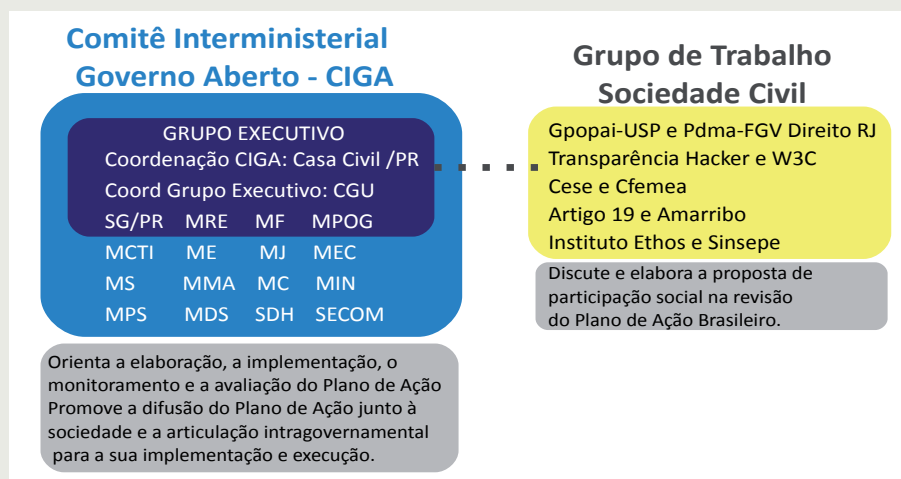 Comitê Interministerial
Governo Aberto - CIGA
GRUPO EXECUTIVO
Coordenação CIGA: Casa Civil /PR
Coord Grupo Executivo: CGU
SG/PR MRE MF MPOG
MCTI ME MJ MEC
MS MMA MC MIN
MPS MDS SDH SECOM
Orienta a elaboração, a implementação, o
monitoramento e a avaliação do Plano de Ação
Promove a difusão do Plano de Ação junto à
sociedade e a articulação intragovernamental
para a sua implementação e execução.
Grupo de Trabalho
Sociedade Civil
Gpopai-USP e Pdma-FGV Direito RJ
Transparência Hacker e W3C
Cese e Cfemea
Artigo 19 e Amarribo
Instituto Ethos e Sinsepe
Discute e elabora a proposta de
participação social na revisão
do Plano de Ação Brasileiro.